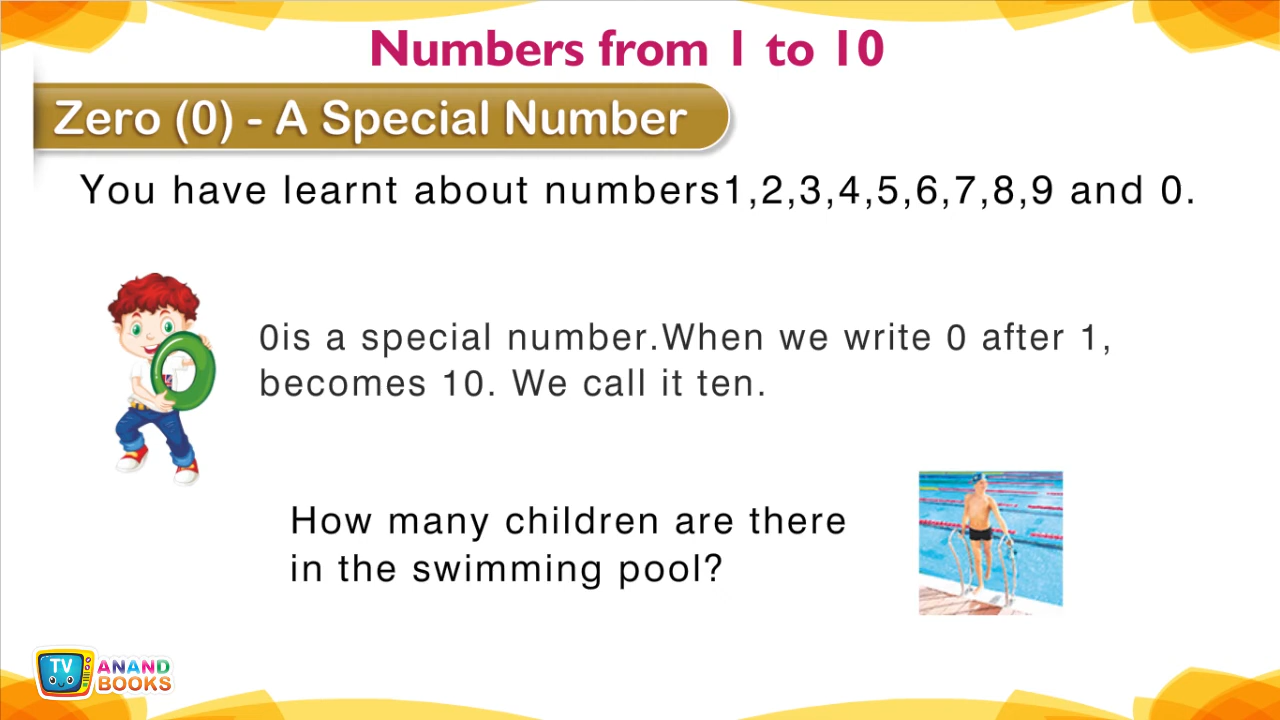 Numbers from 1 to 10
Zero (0) - A Special Number
You have learnt about numbers1,2,3,4,5,6,7,8,9 and 0.
0is a special number.When we write 0 after 1,
becomes 10. We call it ten.
How many children are there
in the swimming pool?
TV
ANAND
BOOKS